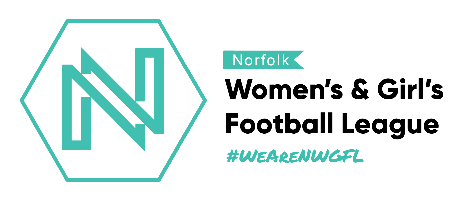 N
Norfolk
Women's & Girl's
Football League
#WeAreNWGFL